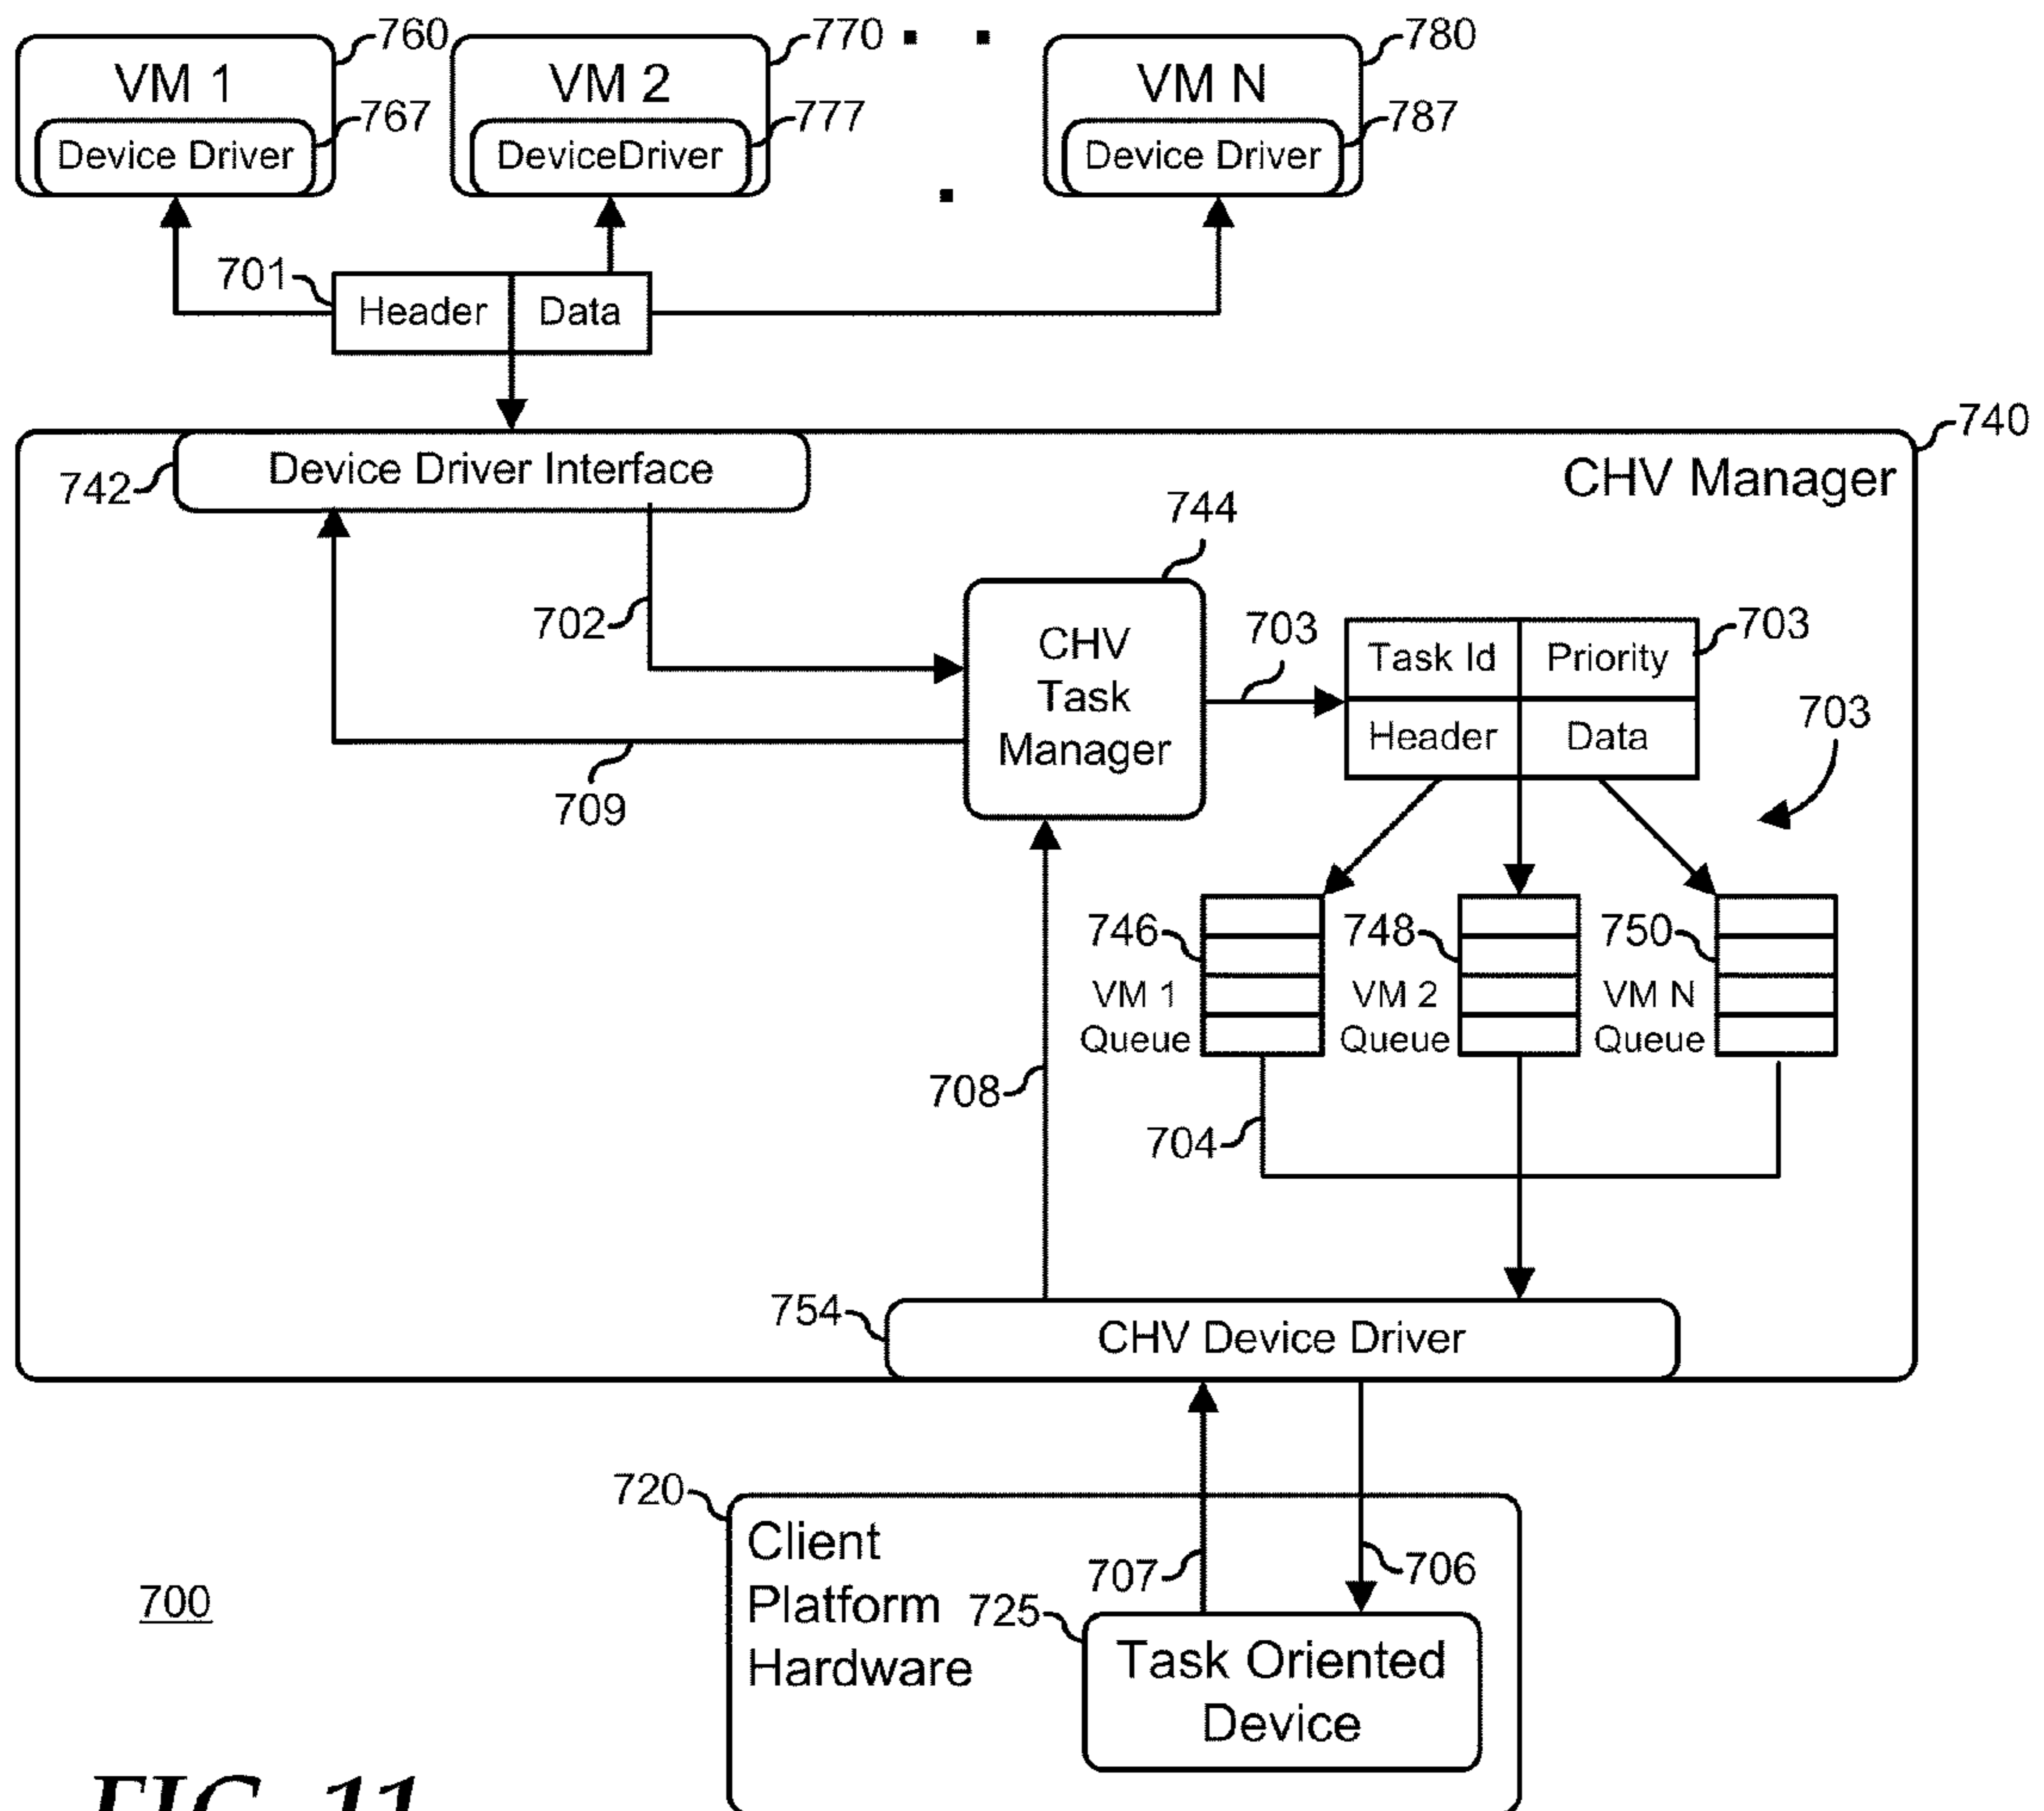 760
770
780
VM 1
VM 2
VM N
767
777
787
Device Driver
DeviceDriver
Device Driver
701
Header
Data
740
742
Device Driver Interface
CHV Manager
744
702
CHV
Task
Manager
703
Task Id
Priority
703
Header
Data
703
709
746
748
750
VM 1
Queue
VM 2
Queue
VM N
Queue
708
704
754
CHV Device Driver
720
Client
Platform
Hardware
707
706
725
Task Oriented
Device
700
FIG. 11